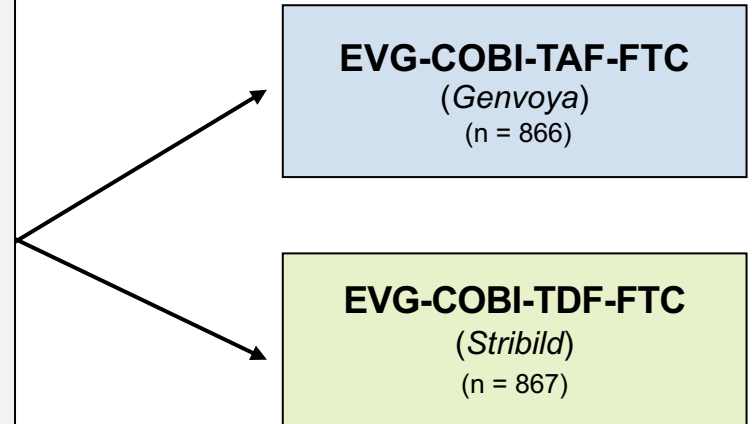 EVG-COBI-TAF-FTC
(Genvoya)
(n = 866)
EVG-COBI-TDF-FTC
(Stribild)
(n = 867)